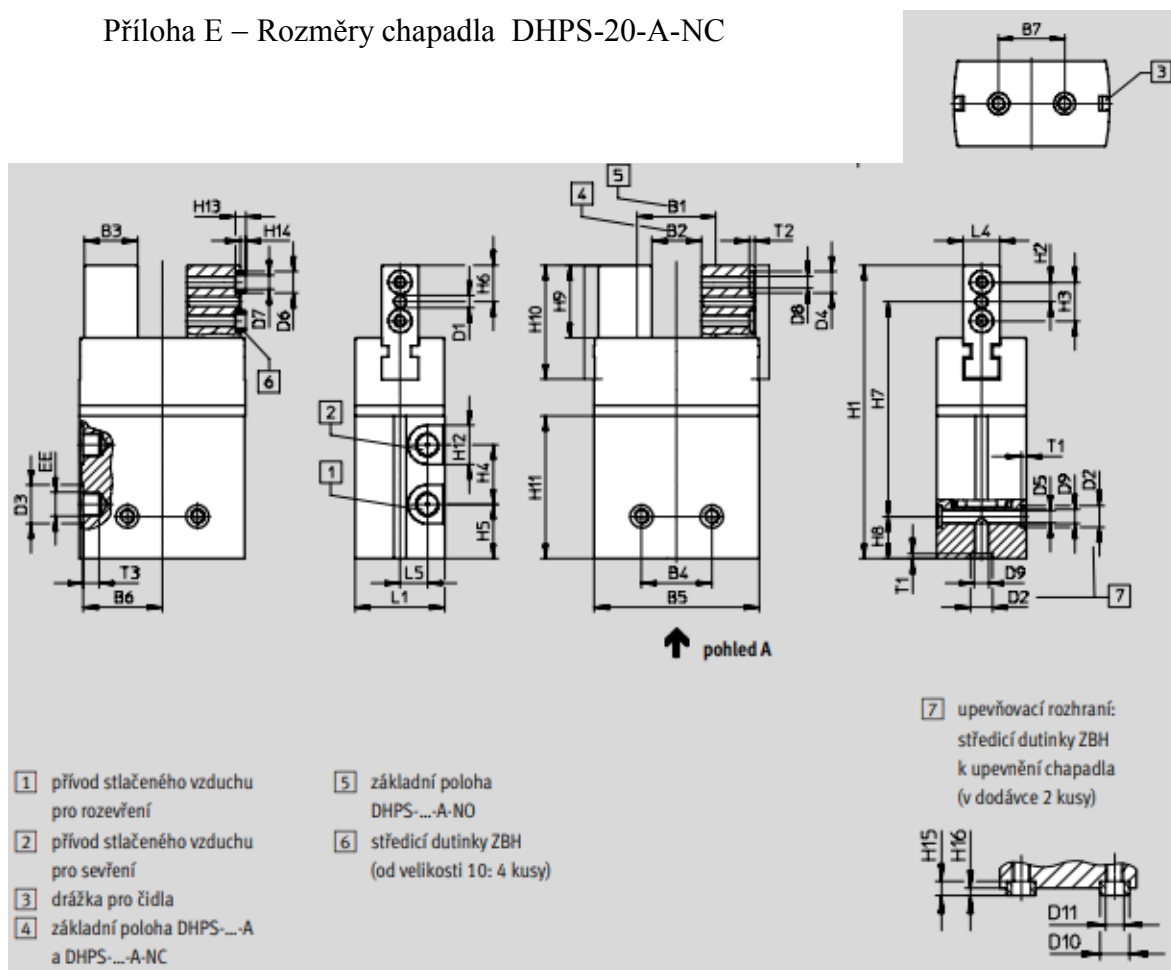 Příloha E – Rozměry chapadla DHPS-20-A-NC
B7
3
5
4
B1
B2
T2
H13
H14
B3
D7
D6
6
H6
D1
H10
H9
D8
D4
L4
H2
H3
2
1
H12
H4
H5
L5
L1
EE
D3
T3
B6
H11
B4
B5
H1
H7
H8
T1
D5
D9
D2
T1
D9
D2
7
pohled A
1 přívod stlačeného vzduchu
pro rozevření
2 přívod stlačeného vzduchu
pro sevření
3 drážka pro čidla
4 základní poloha DHPS-...-A
a DHPS-...-A-NC
5 základní poloha
DHPS-...-A-NO
6 středicí dutinky ZBH
(od velikosti 10: 4 kusy)
7 upevňovací rozhraní:
středicí dutinky ZBH
k upevnění chapadla
(v dodávce 2 kusy)
H15
H16
D11
D10